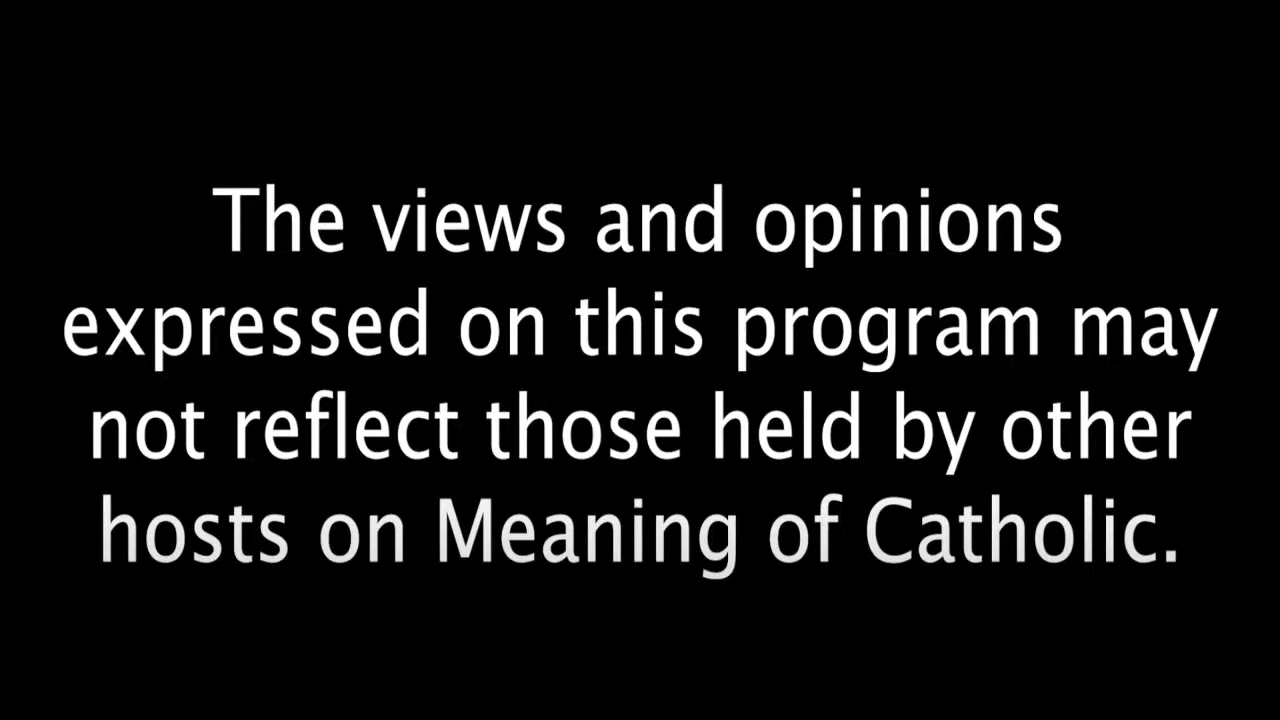 The views and opinions
expressed on this program may
not reflect those held by other
hosts on Meaning of Catholic.